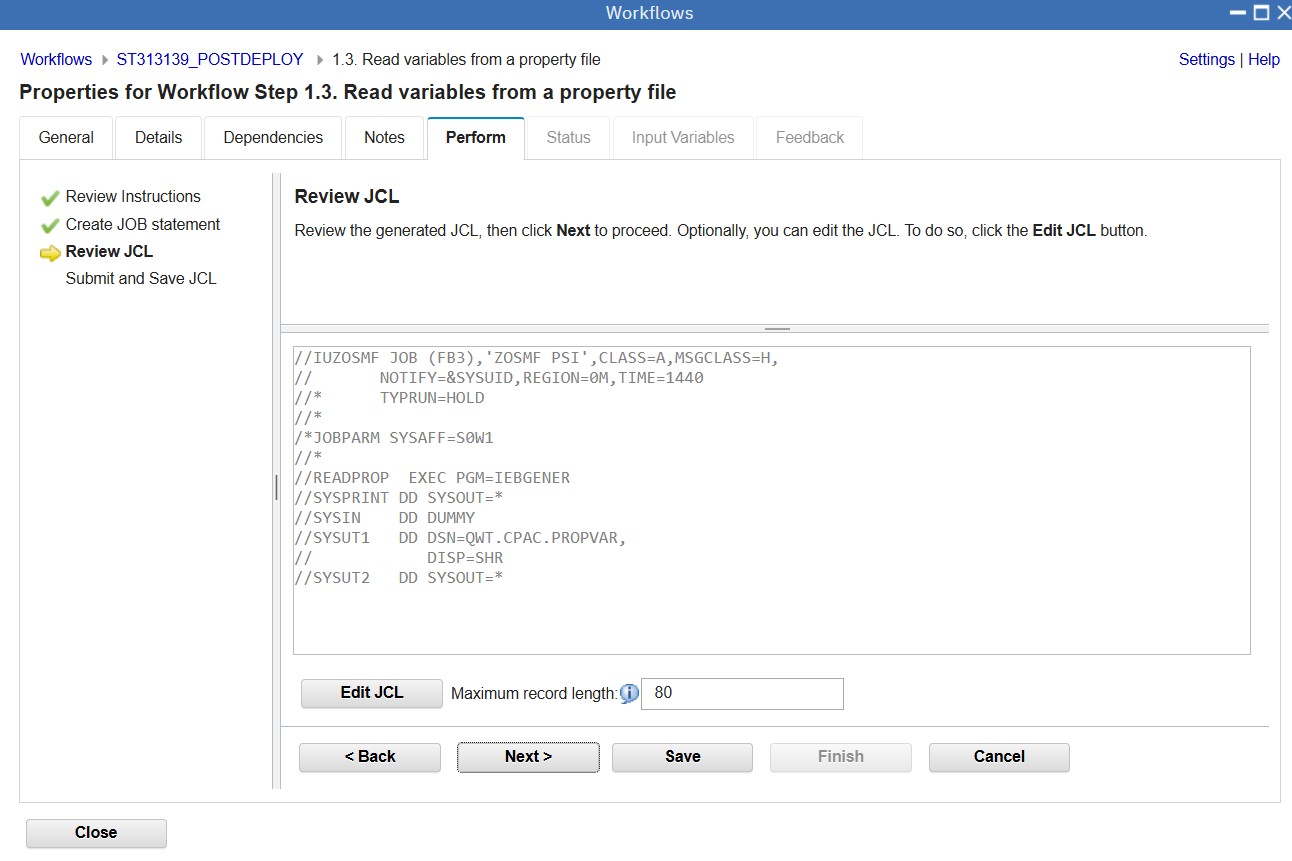 Workflows
Workflows ST313139_POSTDEPLOY 1.3. Read variables from a property file Settings | Help
Properties for Workflow Step 1.3. Read variables from a property file
General Details Dependencies Notes Perform Status Input Variables Feedback
Review Instructions
Create JOB statement
Review JCL
Submit and Save JCL
Review JCL
Review the generated JCL, then click Next to proceed. Optionally, you can edit the JCL. To do so, click the Edit JCL button.
//IUZOSMF JOB (FB3),'ZOSMF PSI',CLASS=A,MSGCLASS=H,
//       NOTIFY=&SYSUID,REGION=0M,TIME=1440
//*      TYPRUN=HOLD
//*
/*JOBPARM SYSAFF=S0W1
//*
//READPROP  EXEC PGM=IEBGENER
//SYSPRINT DD SYSOUT=*
//SYSIN    DD DUMMY
//SYSUT1   DD DSN=QWT.CPAC.PROPVAR,
//            DISP=SHR
//SYSUT2   DD SYSOUT=*
Edit JCL Maximum record length: 80
< Back Next > Save Finish Cancel
Close